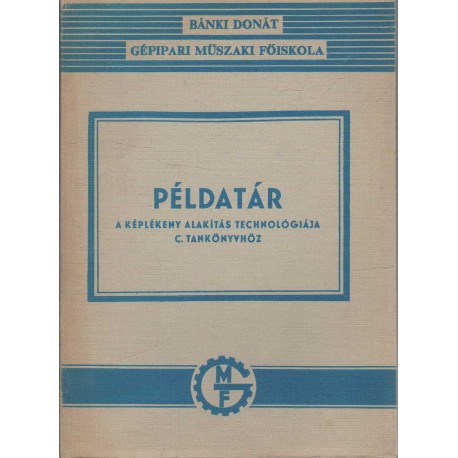 BÁNKI DONÁT
GÉPIPARI MŰSZAKI FŐISKOLA
PÉLDATÁR
A KÉPLÉKENY ALAKÍTÁS TECHNOLÓGIÁJA
C. TANKÖNYVHÖZ
G
M
F